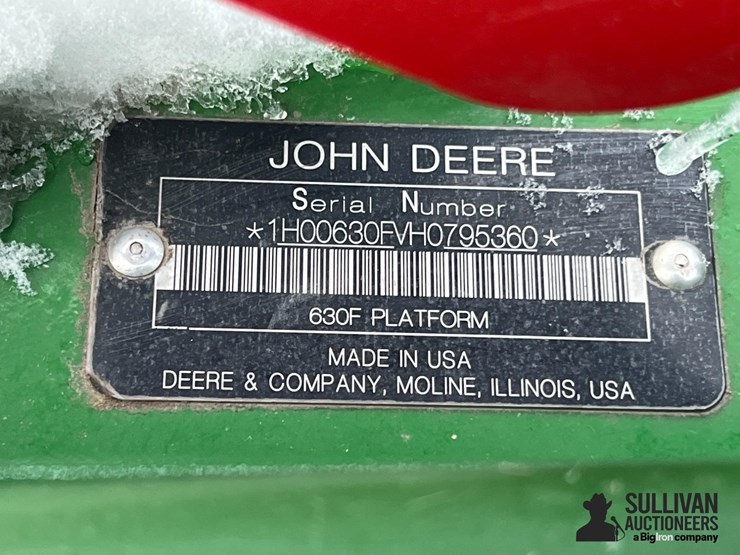 JOHN DEERE
Serial Number
*1H00630FVH0795360*
630F PLATFORM
MADE IN USA
DEERE & COMPANY, MOLINE, ILLINOIS, USA
SULLIVAN
AUCTIONEERS
a BigIron company